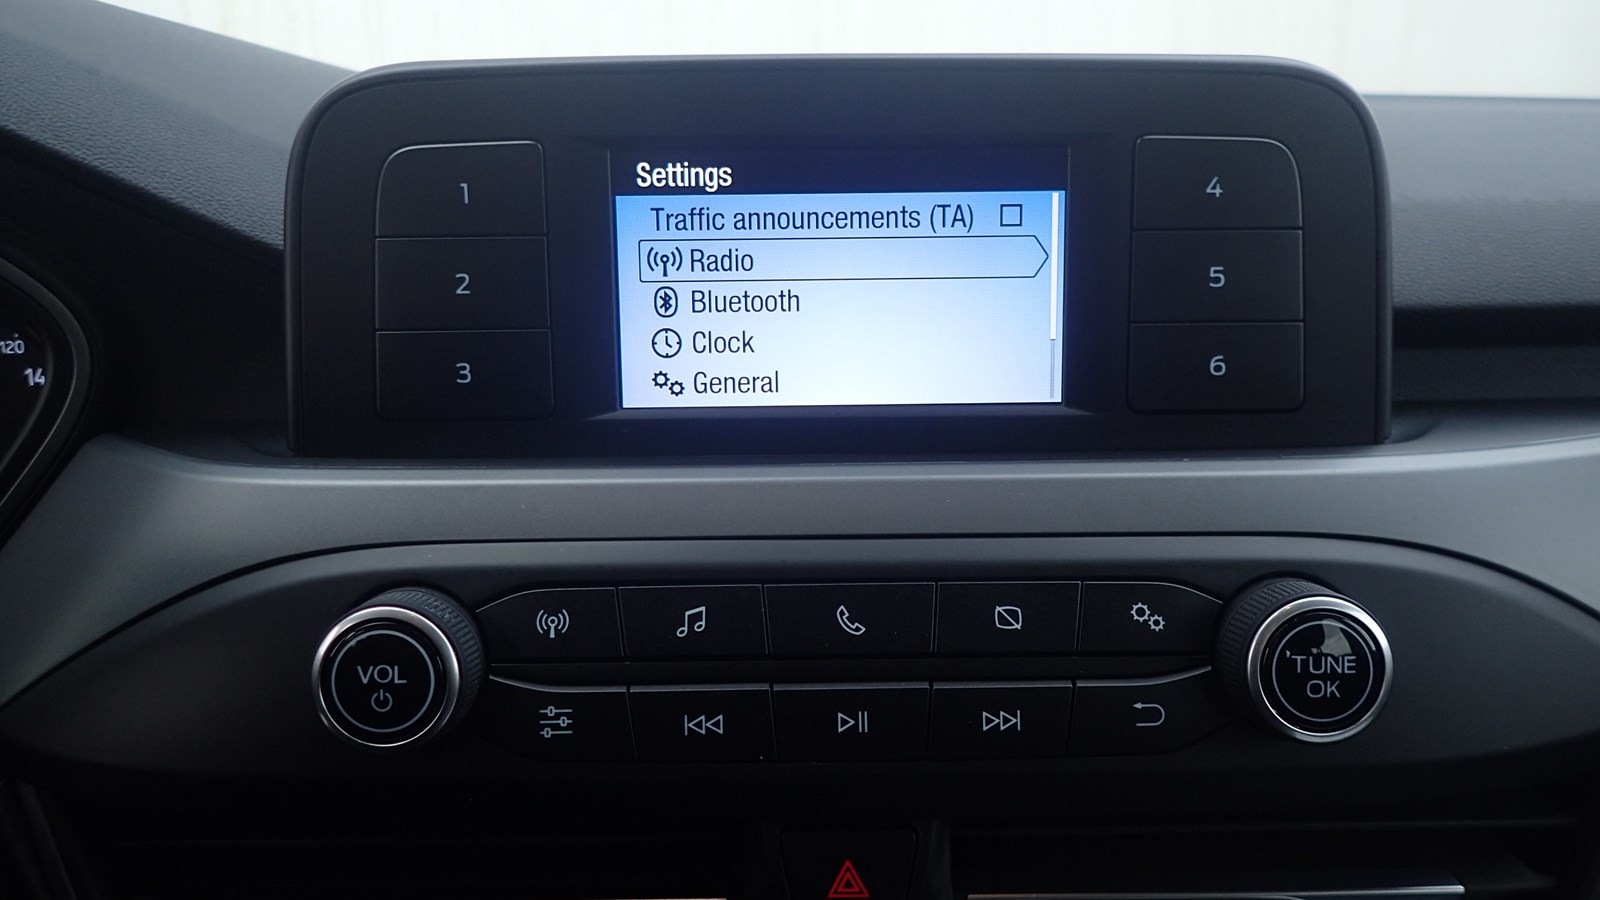 Settings
Traffic announcements (TA)
Radio
Bluetooth
Clock
General
1
2
3
4
5
6
120
14
VOL
TUNE
OK